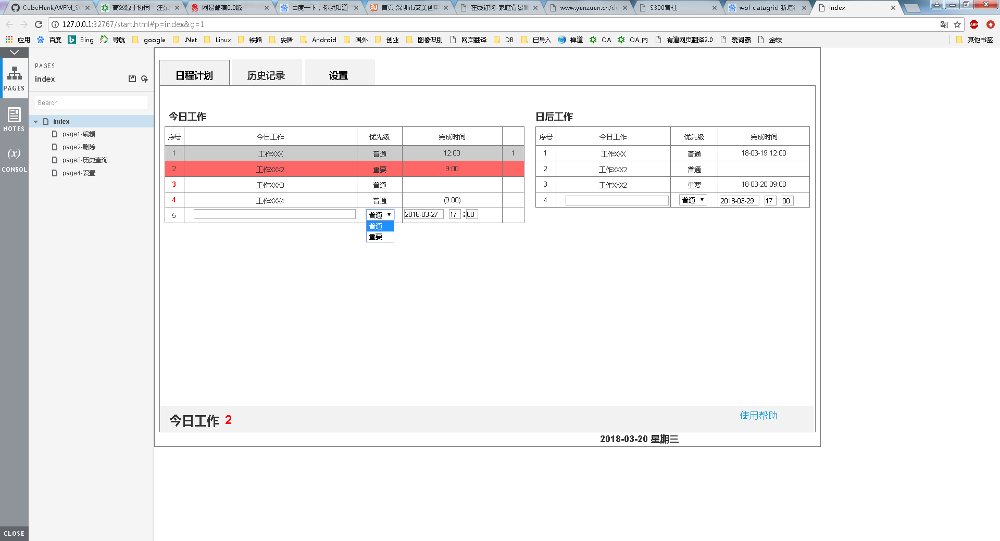 CubeHank/WFM_S
高效源于协同 - 汪东
网易邮箱6.0版
百度一下，你就知道
首页-深圳市艾美创电
在线订购-家庭背景音
www.yanzuan.cn/dc
S300音柱
wpf datagrid 新增行
index
127.0.0.1:32767/start.html#p=index&g=1
应用 百度 Bing 导航 google .Net Linux 铁路 安居 Android 国外 创业 图像识别 网页翻译 DB 已导入 禅道 OA OA_内 有道网页翻译2.0 爱词霸 金蝶 其他书签
PAGES
NOTES
(x)
CONSOL
CLOSE
PAGES
index
Search
index
page1-编辑
page2-删除
page3-历史查询
page4-设置
日程计划 历史记录 设置
今日工作
序号 今日工作 优先级 完成时间
1 工作XXX 普通 12:00 1
2 工作XXX2 重要 9:00
3 工作XXX3 普通
4 工作XXX4 普通 (9:00)
5 普通 2018-03-27 17 : 00
普通
重要
日后工作
序号 今日工作 优先级 完成时间
1 工作XXX 普通 18-03-19 12:00
2 工作XXX2 普通
3 工作XXX2 重要 18-03-20 09:00
4 普通 2018-03-29 17 00
今日工作 2
使用帮助
2018-03-20 星期三